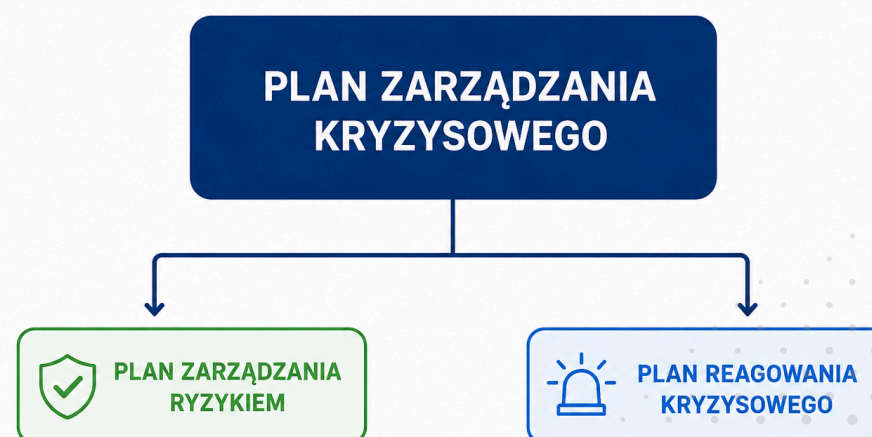 PLAN ZARZĄDZANIA
KRYZYSOWEGO
PLAN ZARZĄDZANIA
RYZYKIEM
PLAN REAGOWANIA
KRYZYSOWEGO